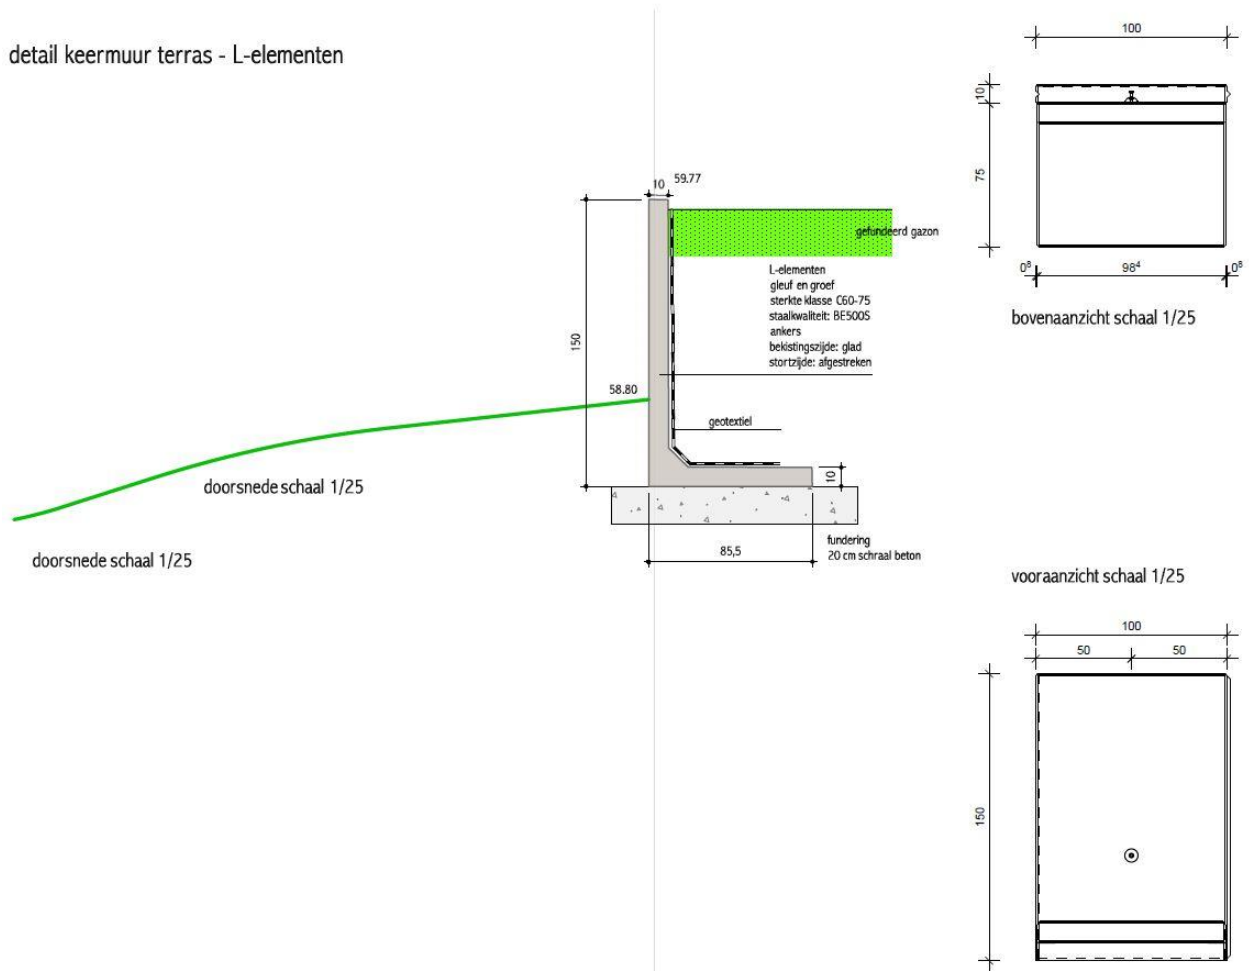 detail keermuur terras - L-elementen
100
10
75
0⁸
98⁴
0⁸
bovenaanzicht schaal 1/25
10
59.77
gefundeerd gazon
L-elementen
gleuf en groef
sterkte klasse C60-75
staalkwaliteit: BE500S
ankers
bekistingszijde: glad
stortzijde: afgestreken
150
58.80
geotextiel
10
doorsnede schaal 1/25
85,5
fundering
20 cm schraal beton
doorsnede schaal 1/25
vooraanzicht schaal 1/25
100
50
50
150